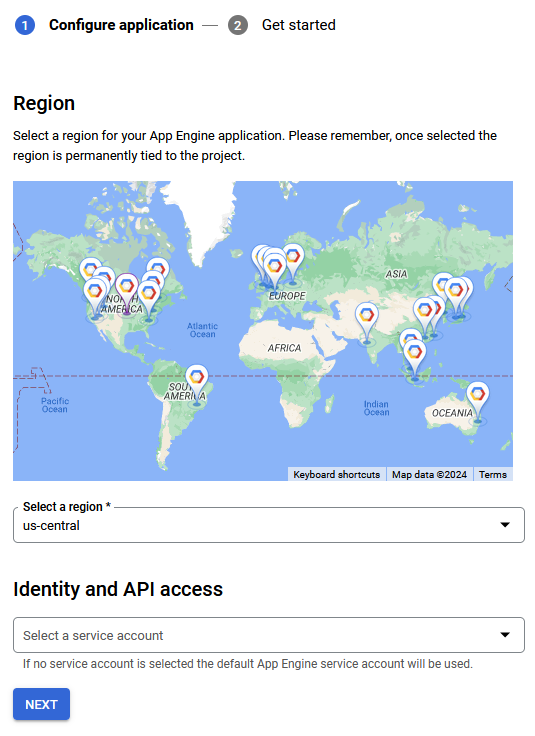 1 Configure application — 2 Get started
Region
Select a region for your App Engine application. Please remember, once selected the
region is permanently tied to the project.
ASIA
NORTH
AMERICA
EUROPE
Atlantic
Ocean
AFRICA
SOUTH
AMERICA
Pacific
Ocean
Indian
Ocean
OCEANIA
Keyboard shortcuts Map data ©2024 Terms
Select a region *
us-central
Identity and API access
Select a service account
If no service account is selected the default App Engine service account will be used.
NEXT